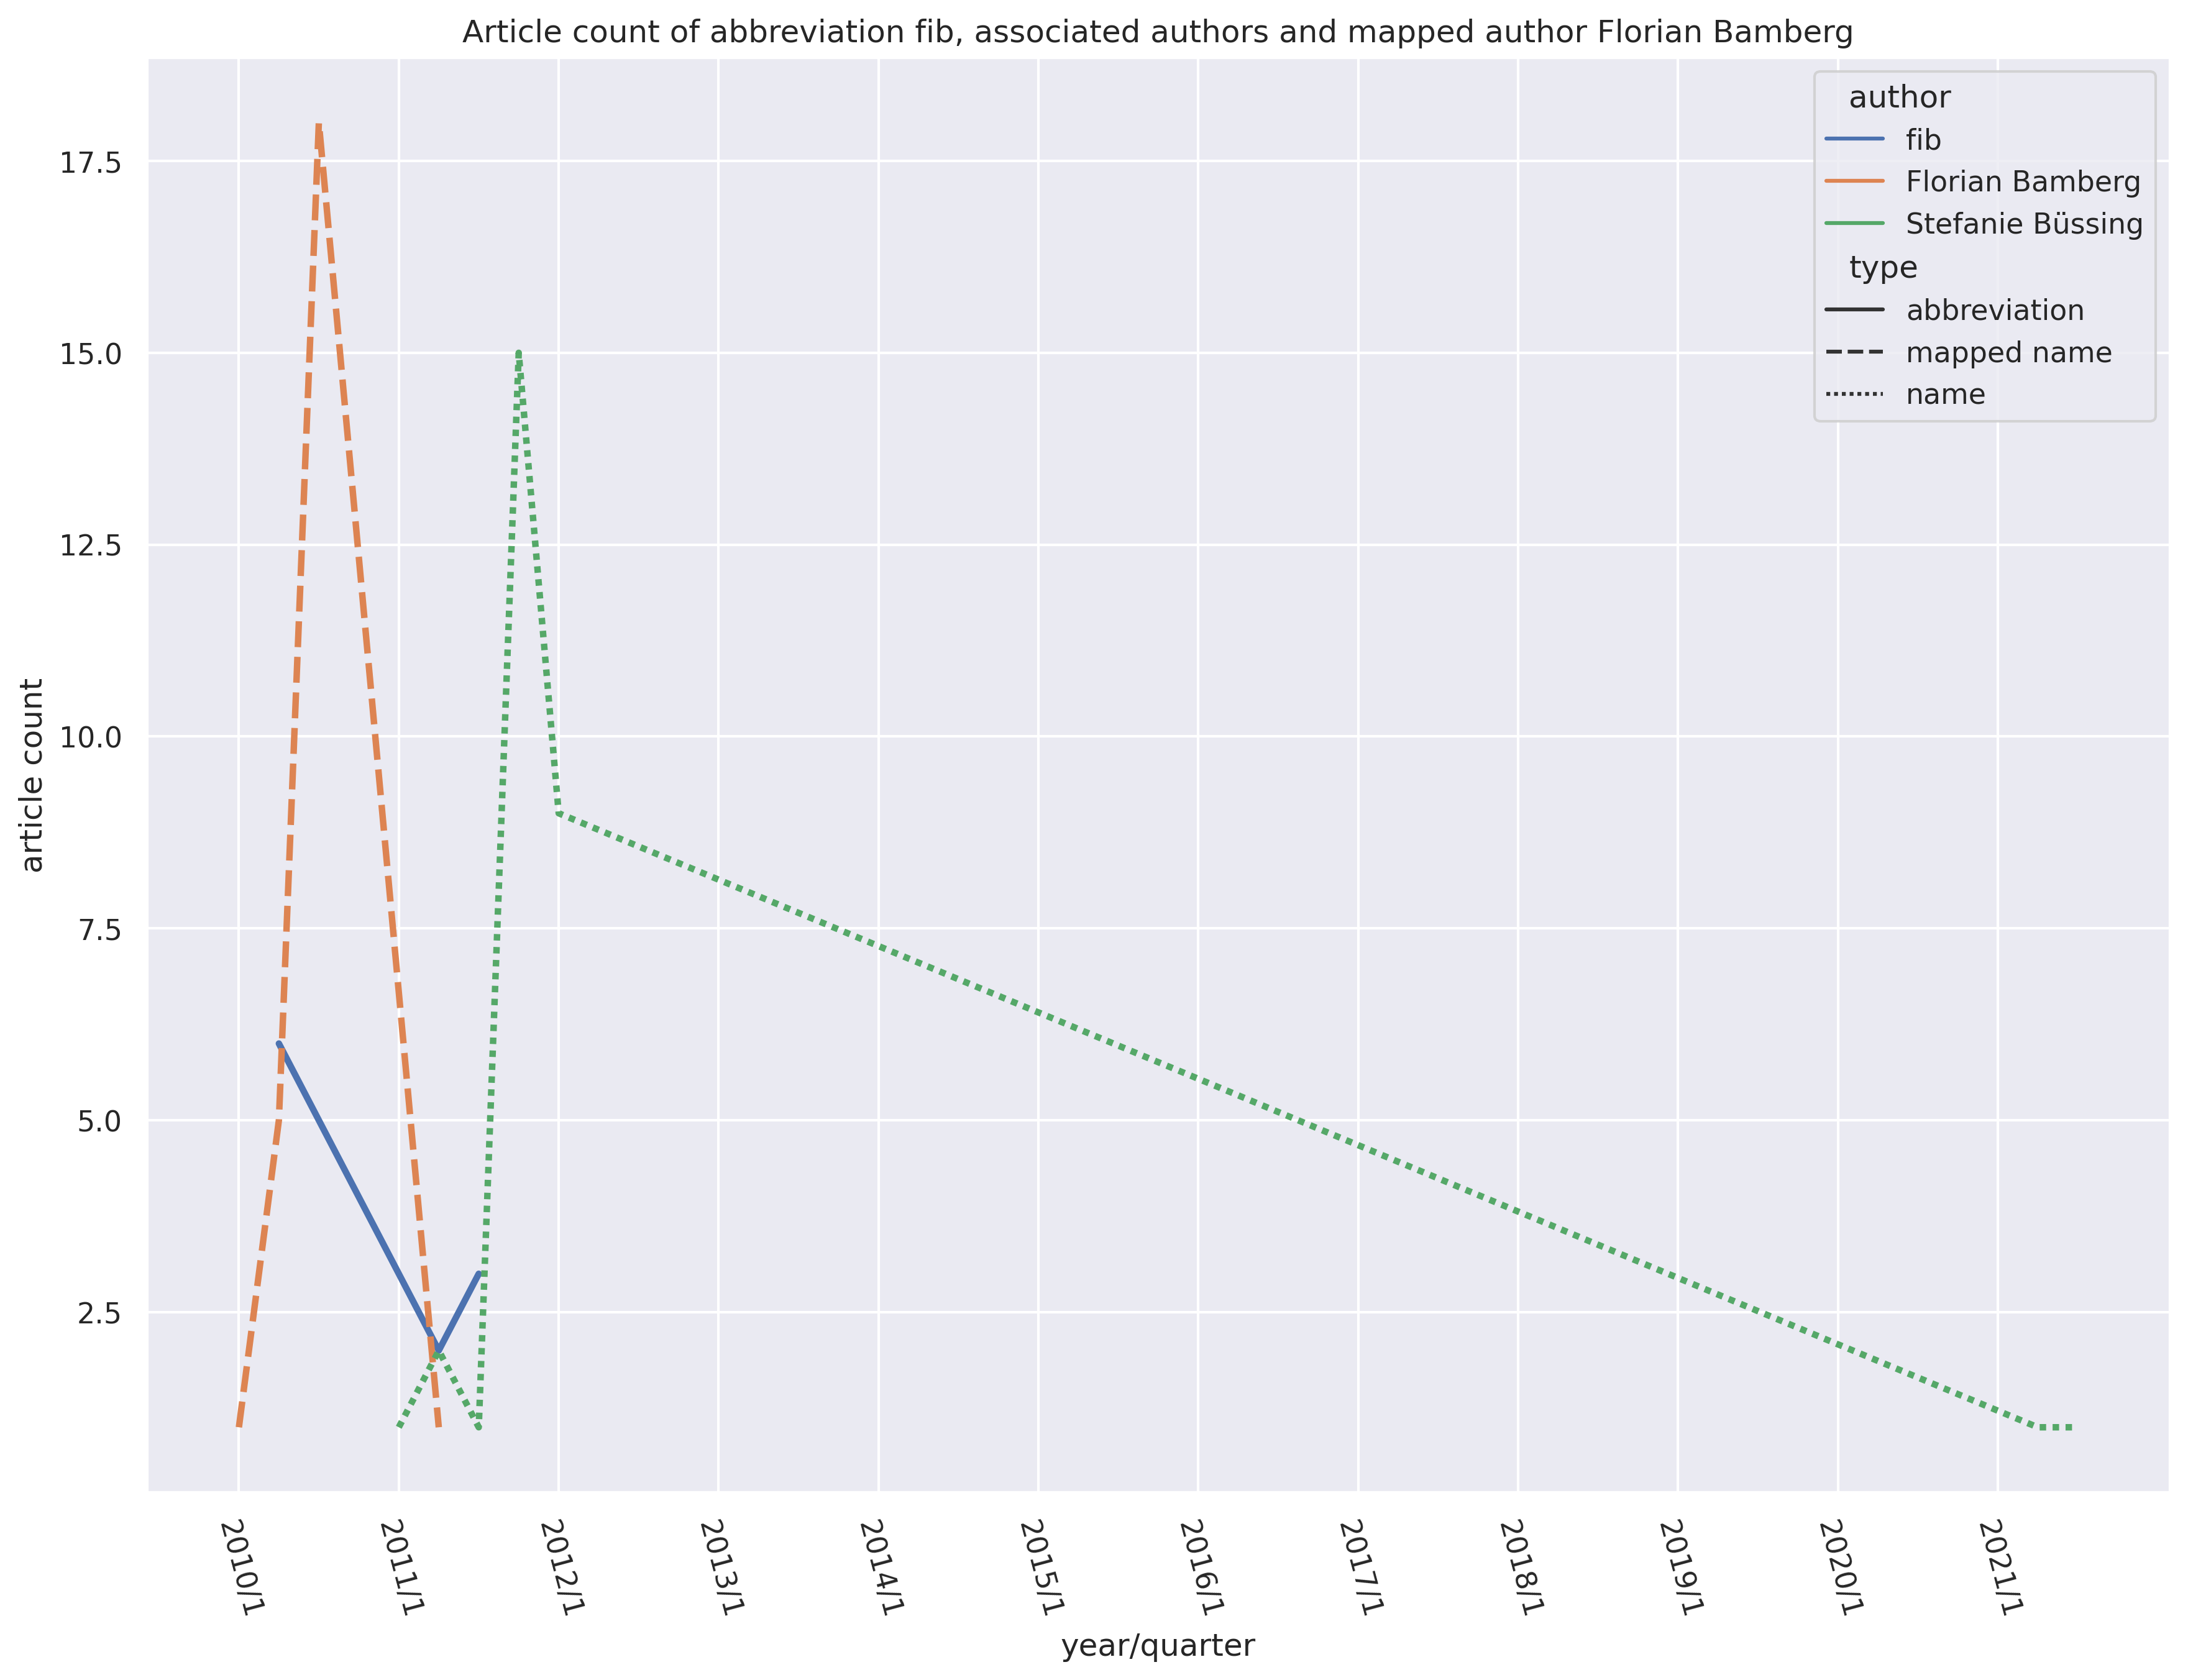 Article count of abbreviation fib, associated authors and mapped author Florian Bamberg
author
fib
Florian Bamberg
Stefanie Büssing
type
abbreviation
mapped name
name
article count
17.5
15.0
12.5
10.0
7.5
5.0
2.5
2010/1
2011/1
2012/1
2013/1
2014/1
2015/1
2016/1
2017/1
2018/1
2019/1
2020/1
2021/1
year/quarter